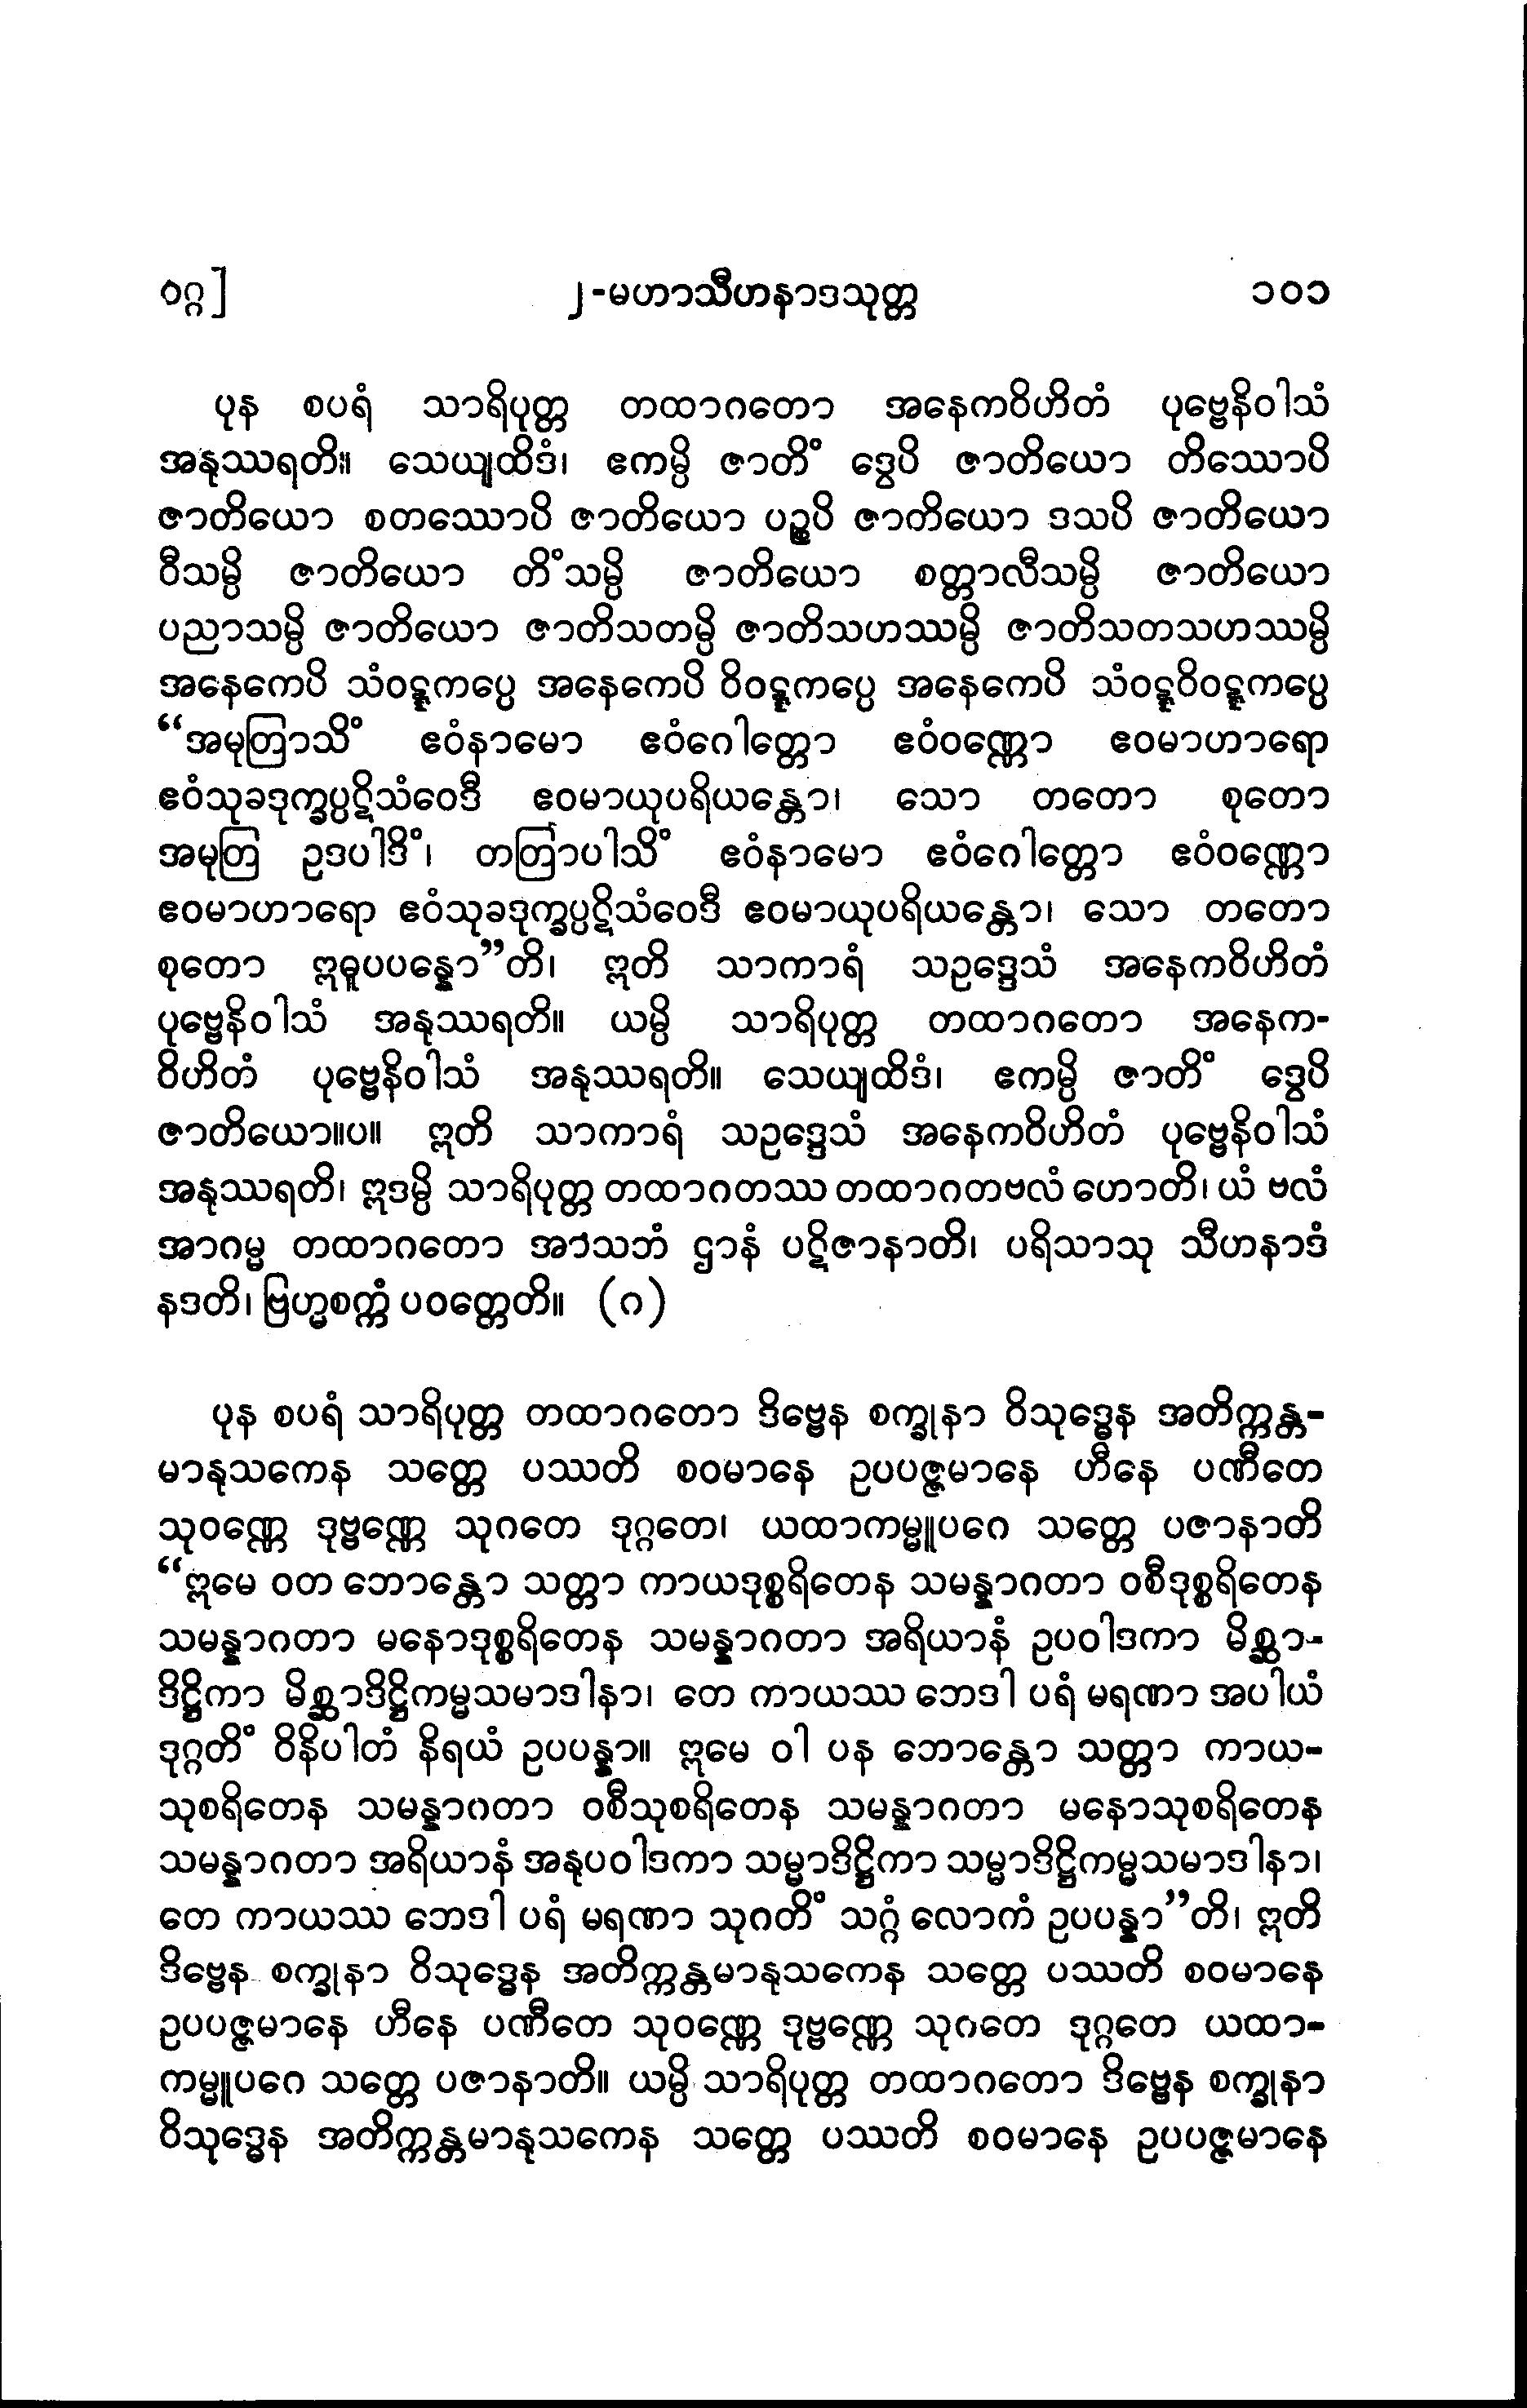 ဝဂ္ဂ]	၂-မဟာသီဟနာဒသုတ္တ	၁၀၁
ပုန စပရံ သာရိပုတ္တ တထာဂတော အနေကဝိဟိတံ ပုဗ္ဗေနိဝါသံ
အနုဿရတိ။ သေယျထိဒံ၊ ဧကမ္ပိ ဇာတိံ ဒွေပိ ဇာတိယော တိဿောပိ
ဇာတိယော စတဿောပိ ဇာတိယော ပဉ္စပိ ဇာတိယော ဒသပိ ဇာတိယော
ဝီသမ္ပိ ဇာတိယော တိံသမ္ပိ ဇာတိယော စတ္တာလီသမ္ပိ ဇာတိယော
ပညာသမ္ပိ ဇာတိယော ဇာတိသတမ္ပိ ဇာတိသဟဿမ္ပိ ဇာတိသတသဟဿမ္ပိ
အနေကေပိ သံဝဋ္ဋကပ္ပေ အနေကေပိ ဝိဝဋ္ဋကပ္ပေ အနေကေပိ သံဝဋ္ဋဝိဝဋ္ဋကပ္ပေ
“အမုတြာသိံ ဧဝံနာမော ဧဝံဂေါတ္တော ဧဝံဝဏ္ဏော ဧဝမာဟာရော
ဧဝံသုခဒုက္ခပ္ပဋိသံဝေဒီ ဧဝမာယုပရိယန္တော၊ သော တတော စုတော
အမုတြ ဥဒပါဒိံ၊ တတြာပါသိံ ဧဝံနာမော ဧဝံဂေါတ္တော ဧဝံဝဏ္ဏော
ဧဝမာဟာရော ဧဝံသုခဒုက္ခပ္ပဋိသံဝေဒီ ဧဝမာယုပရိယန္တော၊ သော တတော
စုတော ဣဓူပပန္နော”တိ၊ ဣတိ သာကာရံ သဥဒ္ဒေသံ အနေကဝိဟိတံ
ပုဗ္ဗေနိဝါသံ အနုဿရတိ။ ယမ္ပိ သာရိပုတ္တ တထာဂတော အနေက-
ဝိဟိတံ ပုဗ္ဗေနိဝါသံ အနုဿရတိ။ သေယျထိဒံ၊ ဧကမ္ပိ ဇာတိံ ဒွေပိ
ဇာတိယော။ပ။ ဣတိ သာကာရံ သဥဒ္ဒေသံ အနေကဝိဟိတံ ပုဗ္ဗေနိဝါသံ
အနုဿရတိ၊ ဣဒမ္ပိ သာရိပုတ္တ တထာဂတဿ တထာဂတဗလံ ဟောတိ၊ ယံ ဗလံ
အာဂမ္မ တထာဂတော အာသဘံ ဌာနံ ပဋိဇာနာတိ၊ ပရိသာသု သီဟနာဒံ
နဒတိ၊ ဗြဟ္မစက္ကံ ပဝတ္တေတိ။ (ဂ)
ပုန စပရံ သာရိပုတ္တ တထာဂတော ဒိဗ္ဗေန စက္ခုနာ ဝိသုဒ္ဓေန အတိက္ကန္တ-
မာနုသကေန သတ္တေ ပဿတိ စဝမာနေ ဥပပဇ္ဇမာနေ ဟီနေ ပဏီတေ
သုဝဏ္ဏေ ဒုဗ္ဗဏ္ဏေ သုဂတေ ဒုဂ္ဂတေ၊ ယထာကမ္မူပဂေ သတ္တေ ပဇာနာတိ
“ဣမေ ဝတ ဘောန္တော သတ္တာ ကာယဒုစ္စရိတေန သမန္နာဂတာ ဝစီဒုစ္စရိတေန
သမန္နာဂတာ မနောဒုစ္စရိတေန သမန္နာဂတာ အရိယာနံ ဥပဝါဒကာ မိစ္ဆာ-
ဒိဋ္ဌိကာ မိစ္ဆာဒိဋ္ဌိကမ္မသမာဒါနာ၊ တေ ကာယဿ ဘေဒါ ပရံ မရဏာ အပါယံ
ဒုဂ္ဂတိံ ဝိနိပါတံ နိရယံ ဥပပန္နာ။ ဣမေ ဝါ ပန ဘောန္တော သတ္တာ ကာယ-
သုစရိတေန သမန္နာဂတာ ဝစီသုစရိတေန သမန္နာဂတာ မနောသုစရိတေန
သမန္နာဂတာ အရိယာနံ အနုပဝါဒကာ သမ္မာဒိဋ္ဌိကာ သမ္မာဒိဋ္ဌိကမ္မသမာဒါနာ၊
တေ ကာယဿ ဘေဒါ ပရံ မရဏာ သုဂတိံ သဂ္ဂံ လောကံ ဥပပန္နာ”တိ၊ ဣတိ
ဒိဗ္ဗေန စက္ခုနာ ဝိသုဒ္ဓေန အတိက္ကန္တမာနုသကေန သတ္တေ ပဿတိ စဝမာနေ
ဥပပဇ္ဇမာနေ ဟီနေ ပဏီတေ သုဝဏ္ဏေ ဒုဗ္ဗဏ္ဏေ သုဂတေ ဒုဂ္ဂတေ ယထာ-
ကမ္မူပဂေ သတ္တေ ပဇာနာတိ။ ယမ္ပိ သာရိပုတ္တ တထာဂတော ဒိဗ္ဗေန စက္ခုနာ
ဝိသုဒ္ဓေန အတိက္ကန္တမာနုသကေန သတ္တေ ပဿတိ စဝမာနေ ဥပပဇ္ဇမာနေ